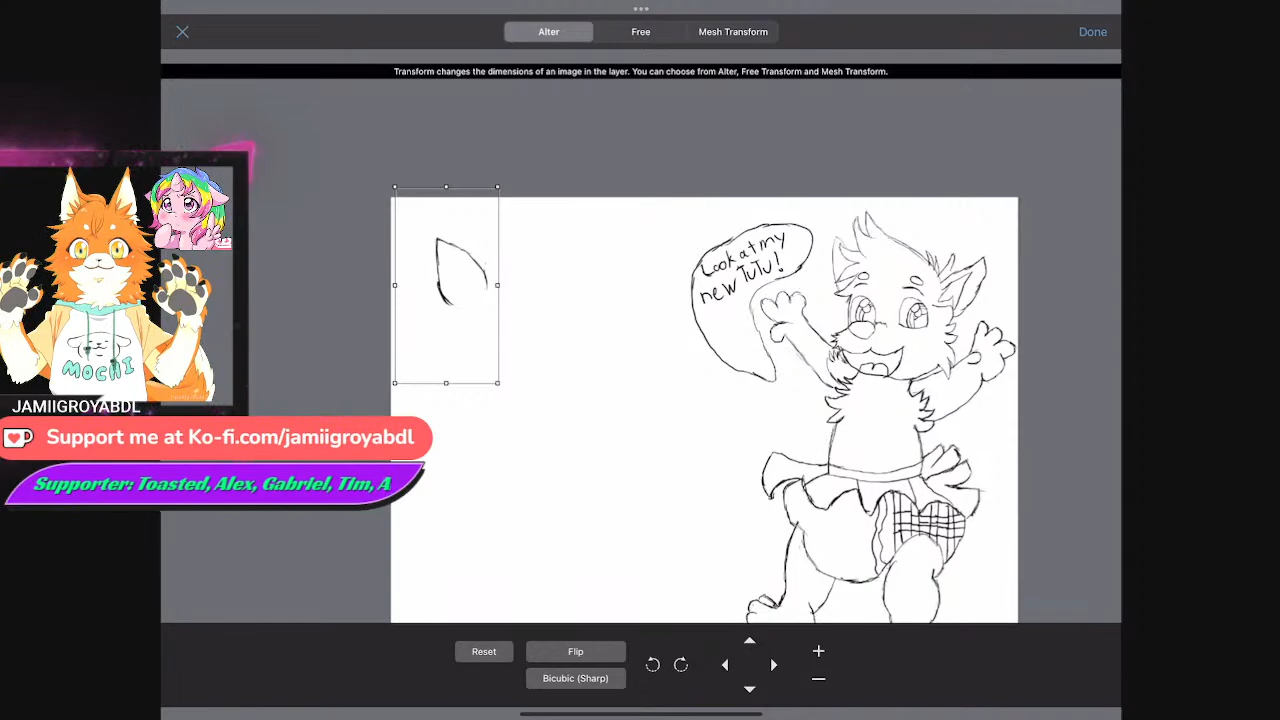 Alter Free Mesh Transform Done
Transform changes the dimensions of an image in the layer. You can choose from Alter, Free Transform and Mesh Transform.
Look at my
new TuTu!
MOCHI
JAMIIGROYABDL
Support me at Ko-fi.com/jamiigroyabdl
Supporter: Toasted, Alex, Gabriel, Tim, A
Reset Flip
Bicubic (Sharp)